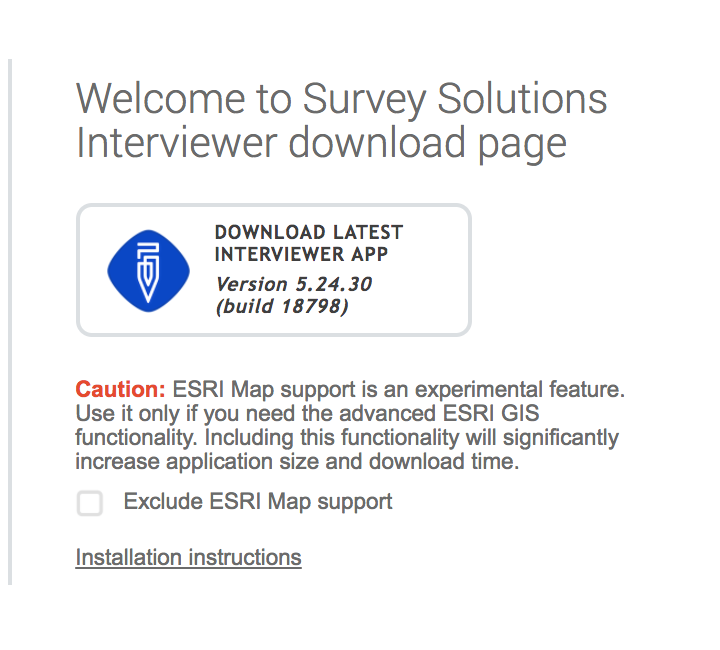 Welcome to Survey Solutions
Interviewer download page
DOWNLOAD LATEST
INTERVIEWER APP
Version 5.24.30
(build 18798)
Caution: ESRI Map support is an experimental feature.
Use it only if you need the advanced ESRI GIS
functionality. Including this functionality will significantly
increase application size and download time.
Exclude ESRI Map support
Installation instructions